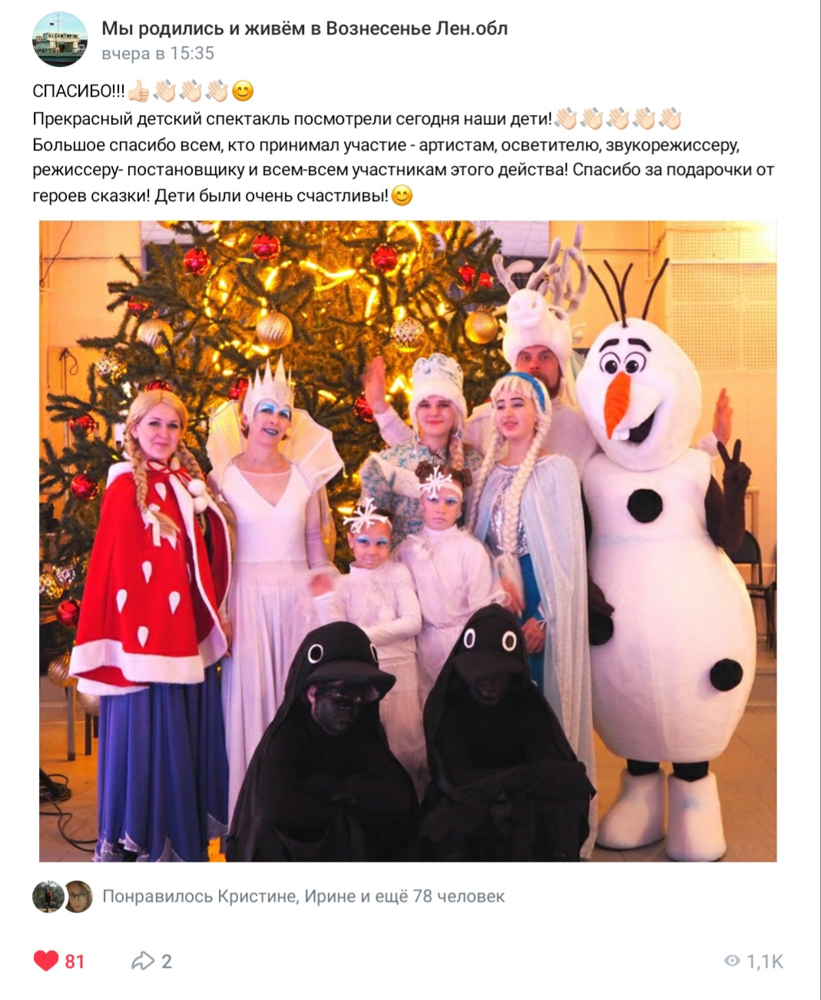 Мы родились и живём в Вознесенье Лен.обл
вчера в 15:35
СПАСИБО!!!👍🏻👋🏻👋🏻👋🏻😊
Прекрасный детский спектакль посмотрели сегодня наши дети!👋🏻👋🏻👋🏻👋🏻👋🏻
Большое спасибо всем, кто принимал участие - артистам, осветителю, звукорежиссеру,
режиссеру- постановщику и всем-всем участникам этого действа! Спасибо за подарочки от
героев сказки! Дети были очень счастливы!😊
Понравилось Кристине, Ирине и ещё 78 человек
81
2
1,1K